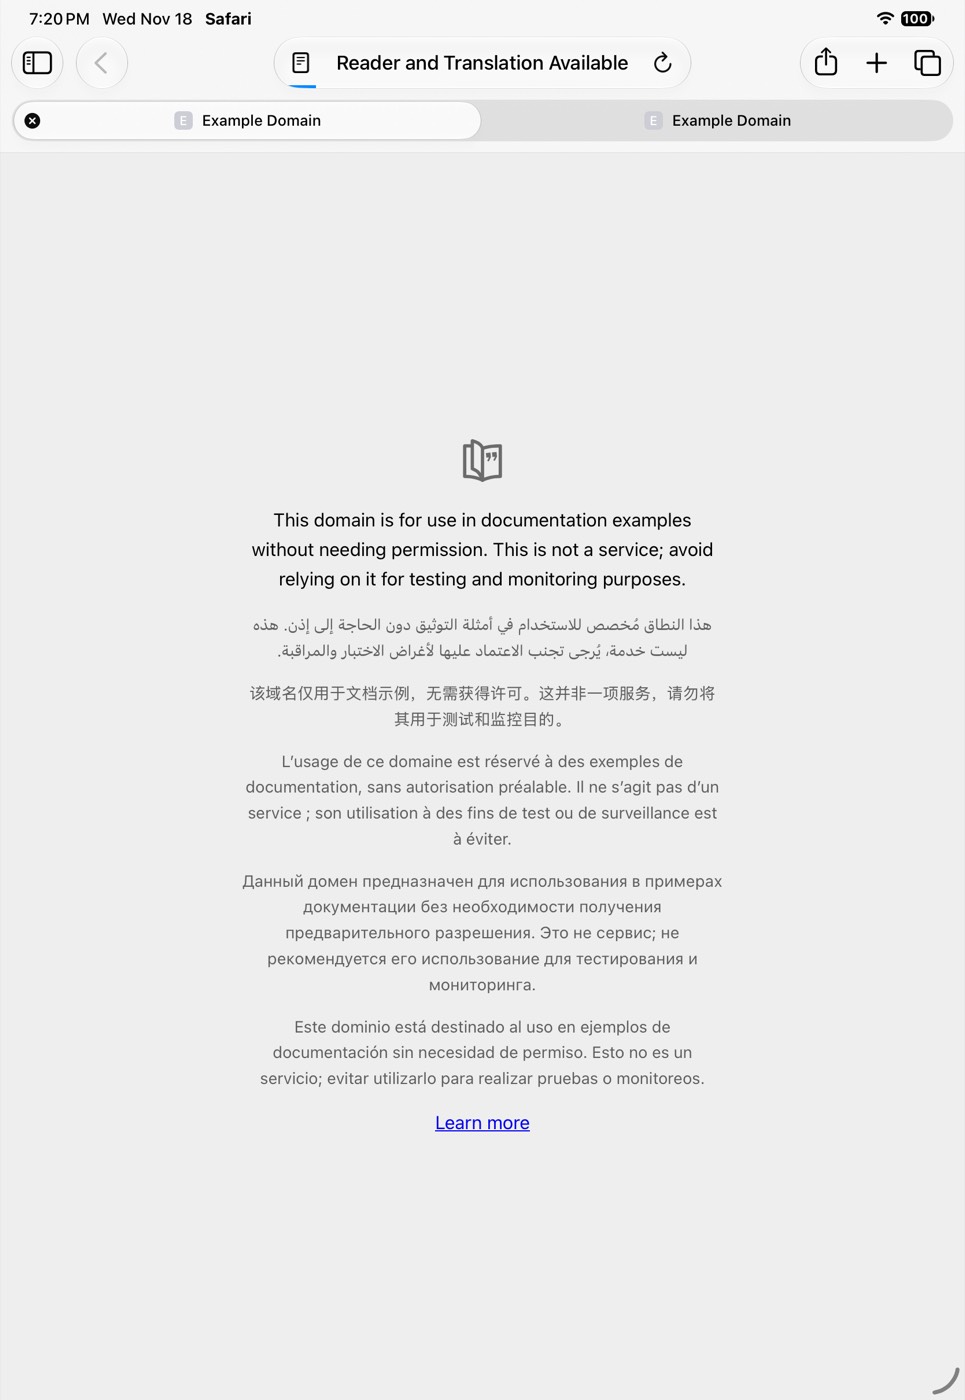 7:20 PM Wed Nov 18 Safari
100
Reader and Translation Available
E Example Domain
E Example Domain
This domain is for use in documentation examples
without needing permission. This is not a service; avoid
relying on it for testing and monitoring purposes.
هذا النطاق مُخصص للاستخدام في أمثلة التوثيق دون الحاجة إلى إذن. هذه
ليست خدمة، يُرجى تجنب الاعتماد عليها لأغراض الاختبار والمراقبة.
该域名仅用于文档示例，无需获得许可。这并非一项服务，请勿将
其用于测试和监控目的。
L’usage de ce domaine est réservé à des exemples de
documentation, sans autorisation préalable. Il ne s’agit pas d’un
service ; son utilisation à des fins de test ou de surveillance est
à éviter.
Данный домен предназначен для использования в примерах
документации без необходимости получения
предварительного разрешения. Это не сервис; не
рекомендуется его использование для тестирования и
мониторинга.
Este dominio está destinado al uso en ejemplos de
documentación sin necesidad de permiso. Esto no es un
servicio; evitar utilizarlo para realizar pruebas o monitoreos.
Learn more